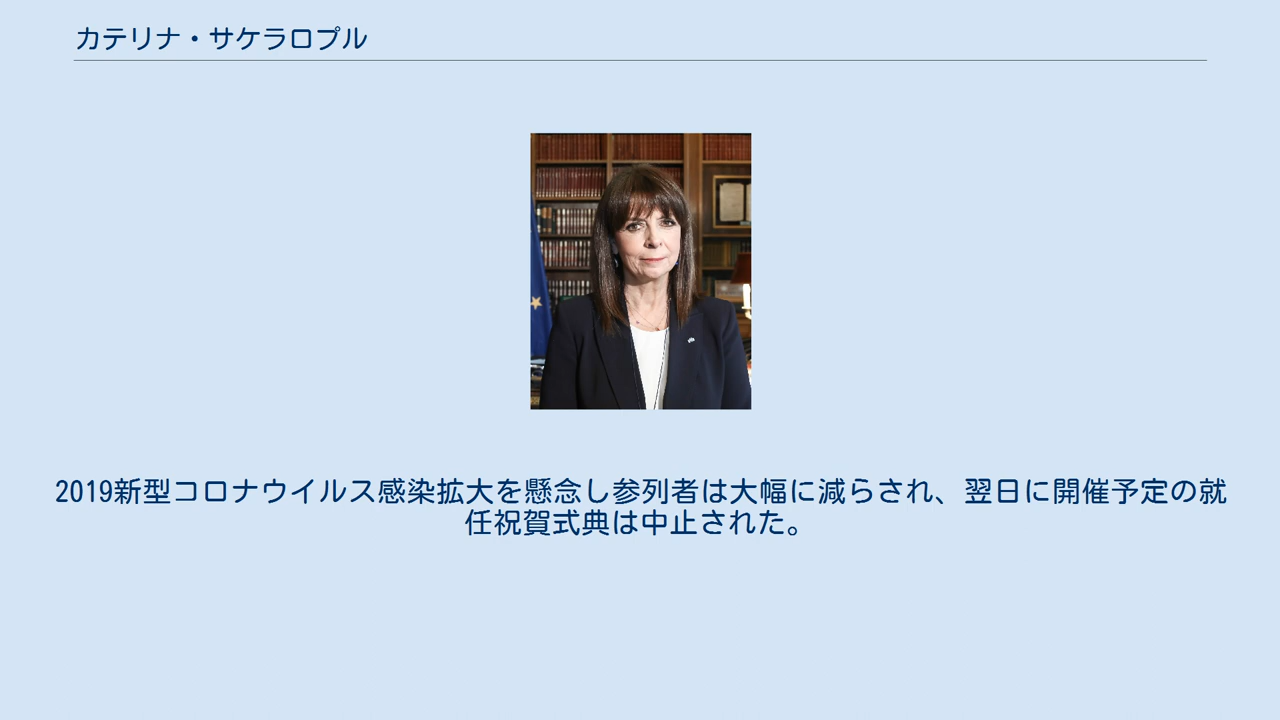 カテリナ・サケラロプル
2019新型コロナウイルス感染拡大を懸念し参列者は大幅に減らされ、翌日に開催予定の就
任祝賀式典は中止された。